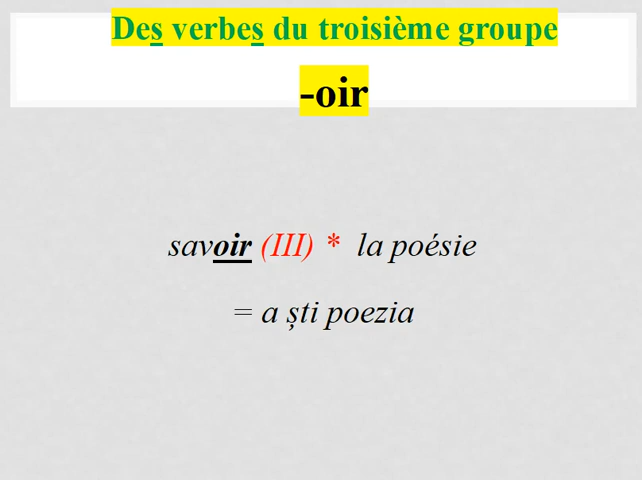 Des verbes du troisième groupe
-oir
savoir (III) * la poésie
= a ști poezia